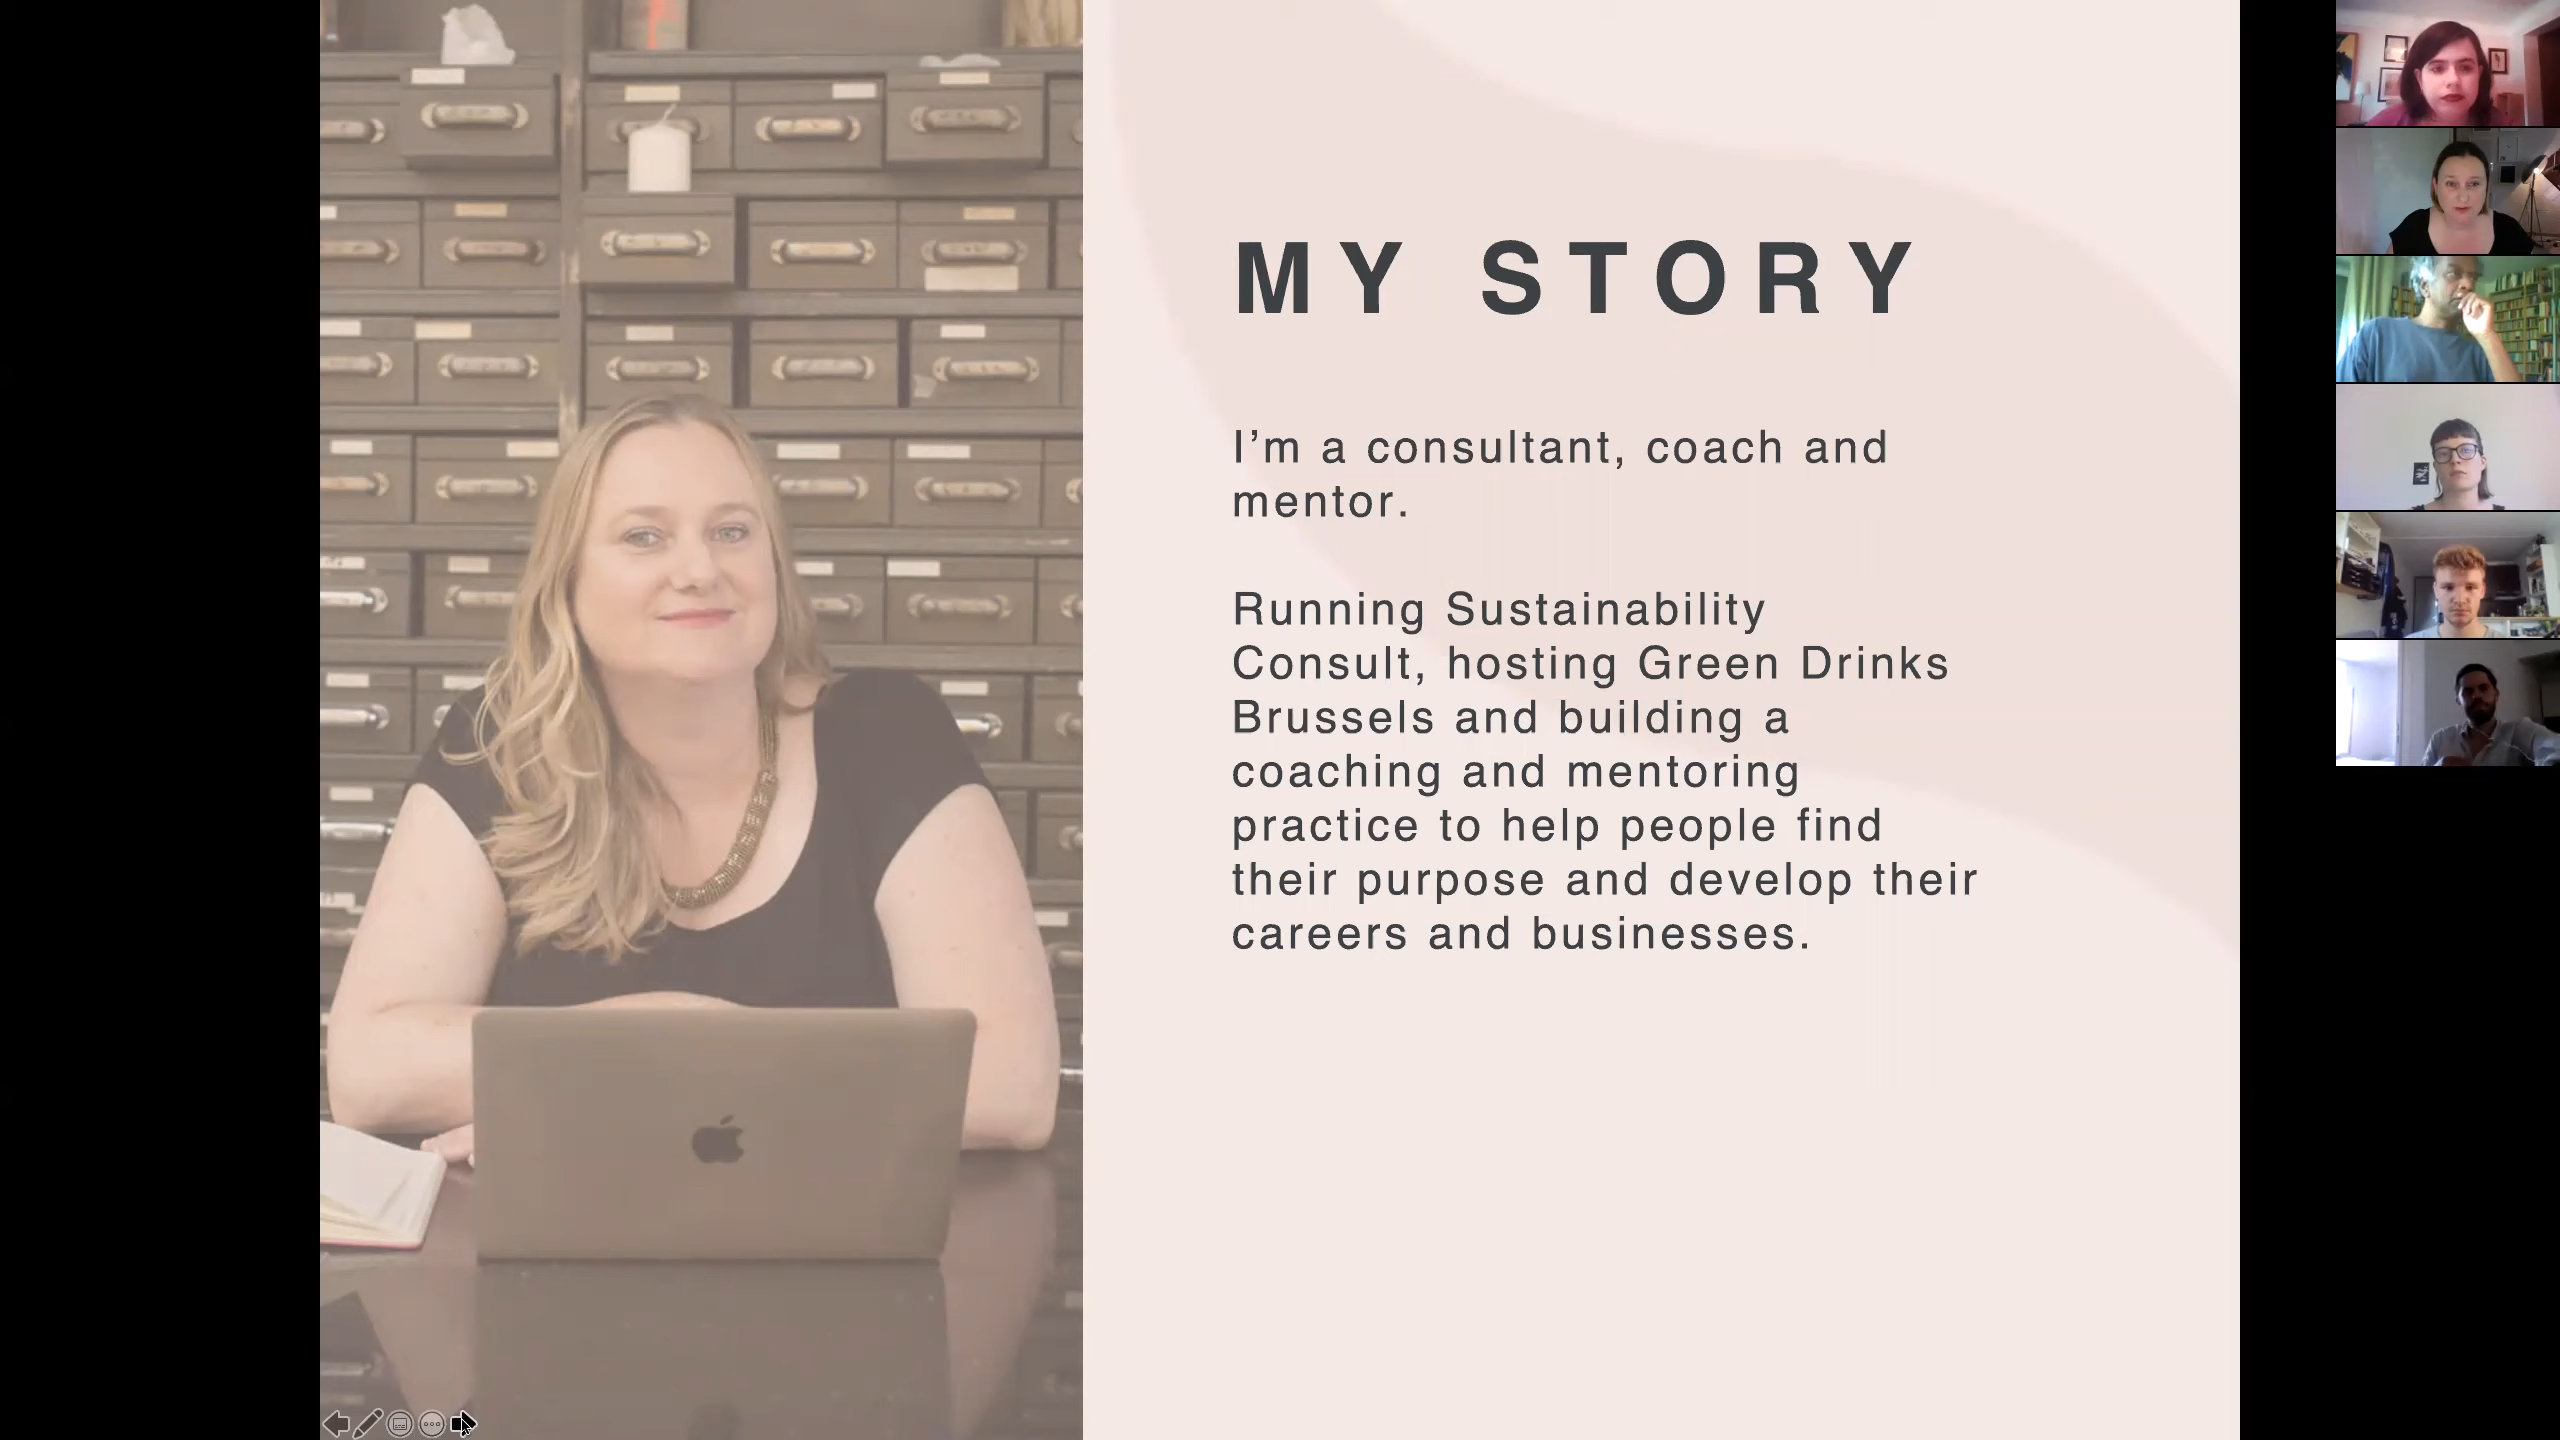 MY STORY
I’m a consultant, coach and
mentor.
Running Sustainability
Consult, hosting Green Drinks
Brussels and building a
coaching and mentoring
practice to help people find
their purpose and develop their
careers and businesses.